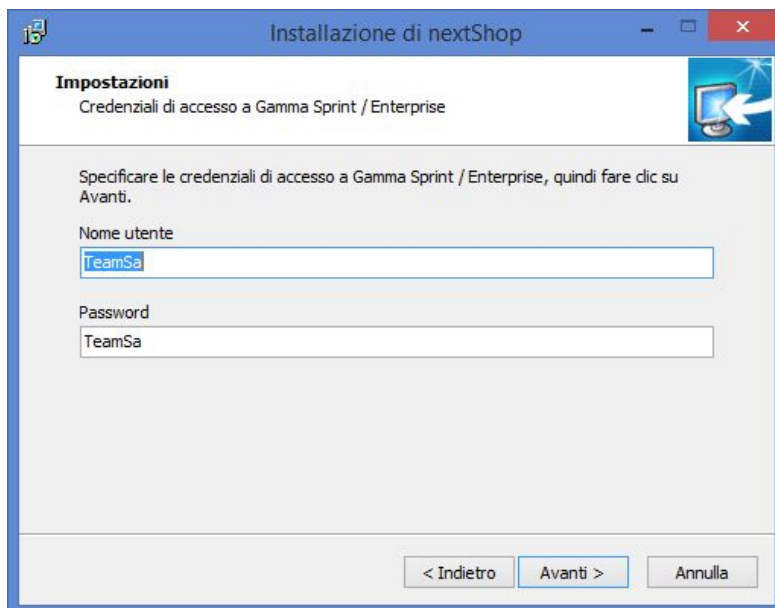 Installazione di nextShop
Impostazioni
Credenziali di accesso a Gamma Sprint / Enterprise
Specificare le credenziali di accesso a Gamma Sprint / Enterprise, quindi fare clic su
Avanti.
Nome utente
TeamSa
Password
TeamSa
< Indietro
Avanti >
Annulla